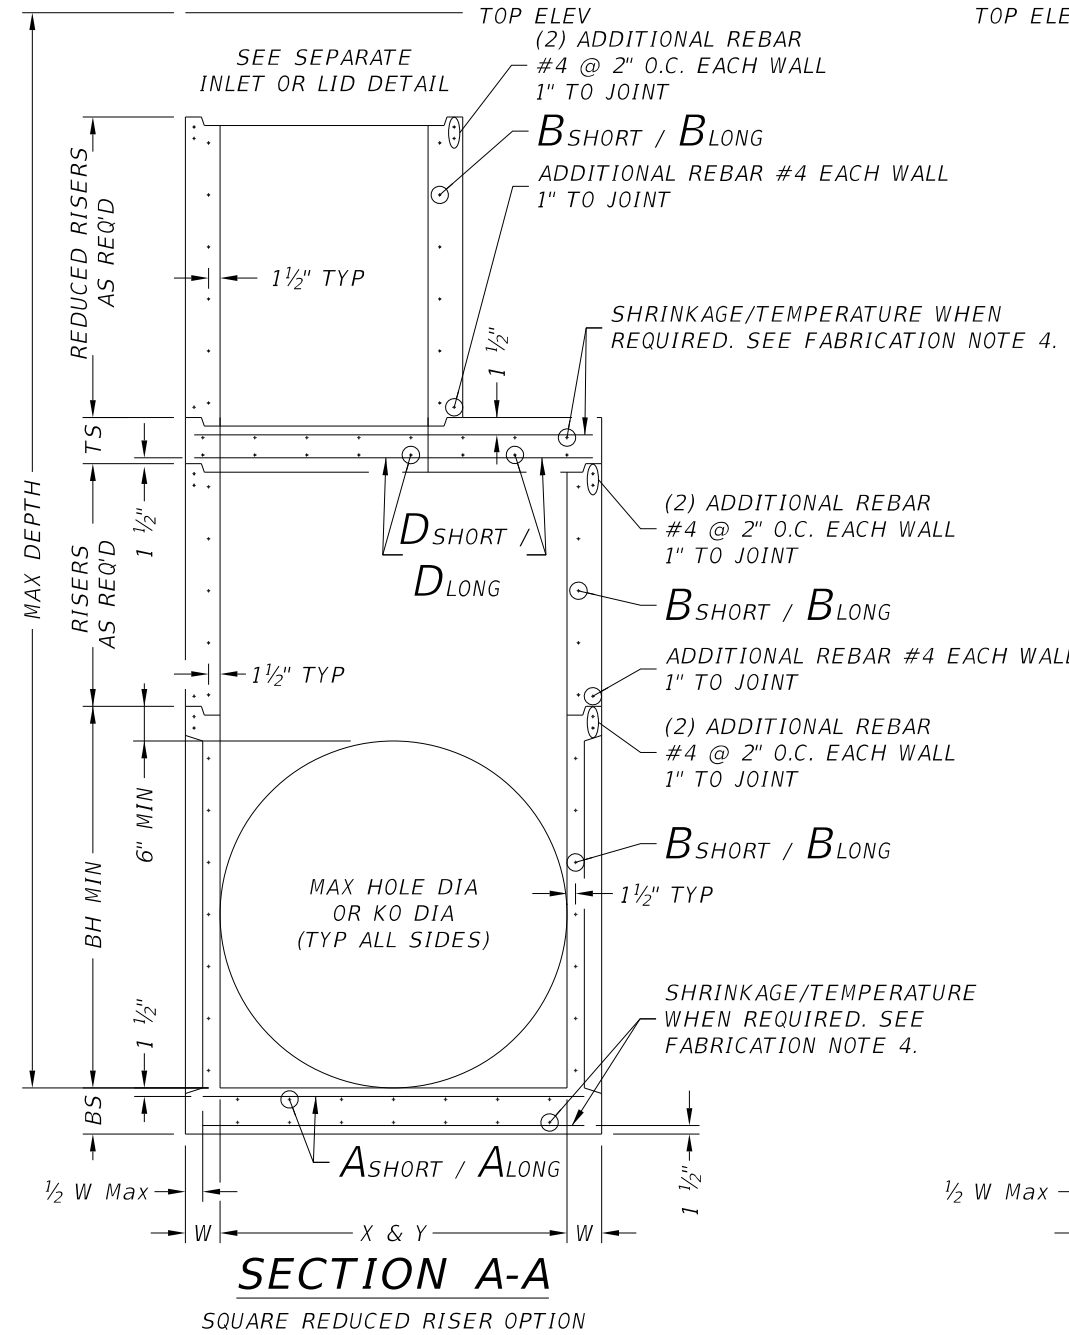 TOP ELEV
TOP ELE
SEE SEPARATE
INLET OR LID DETAIL
(2) ADDITIONAL REBAR
#4 @ 2" O.C. EACH WALL
1" TO JOINT
BSHORT / BLONG
ADDITIONAL REBAR #4 EACH WALL
1" TO JOINT
REDUCED RISERS
AS REQ'D
1½" TYP
SHRINKAGE/TEMPERATURE WHEN
REQUIRED. SEE FABRICATION NOTE 4.
1 ½"
TS
1 ½"
MAX DEPTH
RISERS
AS REQ'D
DSHORT /
DLONG
(2) ADDITIONAL REBAR
#4 @ 2" O.C. EACH WALL
1" TO JOINT
BSHORT / BLONG
ADDITIONAL REBAR #4 EACH WALL
1" TO JOINT
1½" TYP
(2) ADDITIONAL REBAR
#4 @ 2" O.C. EACH WALL
1" TO JOINT
6" MIN
BH MIN
BSHORT / BLONG
MAX HOLE DIA
OR KO DIA
(TYP ALL SIDES)
1½" TYP
1 ½"
SHRINKAGE/TEMPERATURE
WHEN REQUIRED. SEE
FABRICATION NOTE 4.
BS
ASHORT / ALONG
1 ½"
½ W Max
½ W Max
W
X & Y
W
SECTION A-A
SQUARE REDUCED RISER OPTION